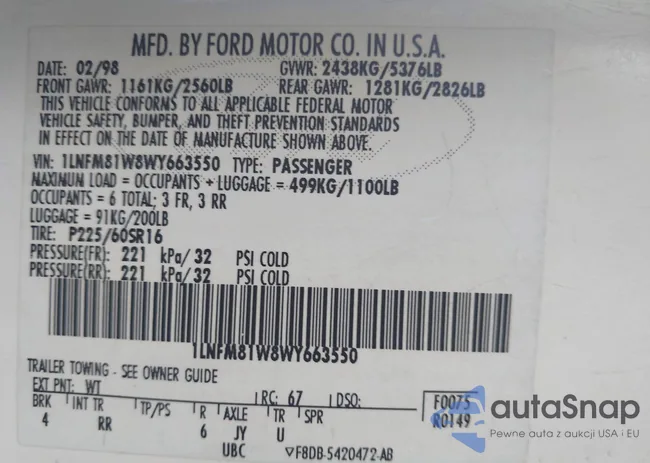 MFD. BY FORD MOTOR CO. IN U.S.A.
DATE: 02/98 GVWR: 2438KG/5376LB
FRONT GAWR: 1161KG/2560LB REAR GAWR: 1281KG/2826LB
THIS VEHICLE CONFORMS TO ALL APPLICABLE FEDERAL MOTOR
VEHICLE SAFETY, BUMPER, AND THEFT PREVENTION STANDARDS
IN EFFECT ON THE DATE OF MANUFACTURE SHOWN ABOVE.
VIN: 1LNFM81W8WY663550 TYPE: PASSENGER
MAXIMUM LOAD = OCCUPANTS + LUGGAGE = 499KG/1100LB
OCCUPANTS = 6 TOTAL; 3 FR, 3 RR
LUGGAGE = 91KG/200LB
TIRE: P225/60SR16
PRESSURE(FR): 221 kPa/ 32 PSI COLD
PRESSURE(RR): 221 kPa/ 32 PSI COLD
1LNFM81W8WY663550
TRAILER TOWING - SEE OWNER GUIDE
EXT PNT: WT RC: 67 DSO: F0075
BRK INT TR TP/PS R AXLE TR SPR R0149
4 RR 6 JY U
UBC ▽F8DB-5420472-AB
autaSnap
Pewne auta z aukcji USA i EU